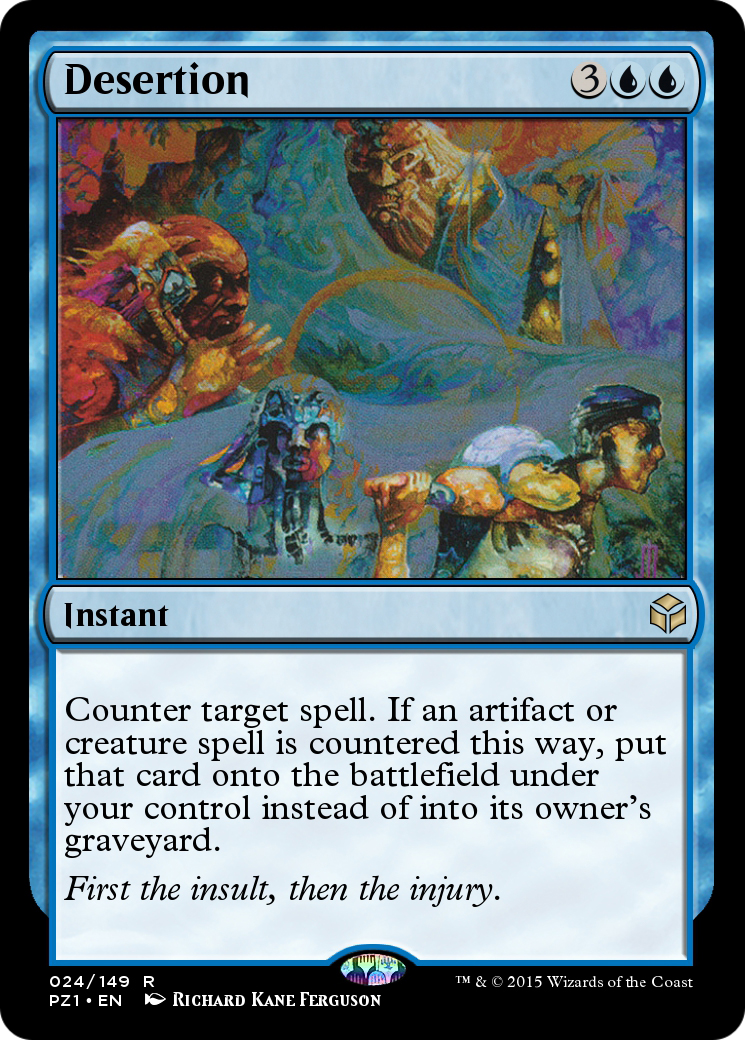 Desertion
3
Instant
Counter target spell. If an artifact or
creature spell is countered this way, put
that card onto the battlefield under
your control instead of into its owner's
graveyard.
First the insult, then the injury.
024/149 R
PZ1 • EN Richard Kane Ferguson
™ & © 2015 Wizards of the Coast